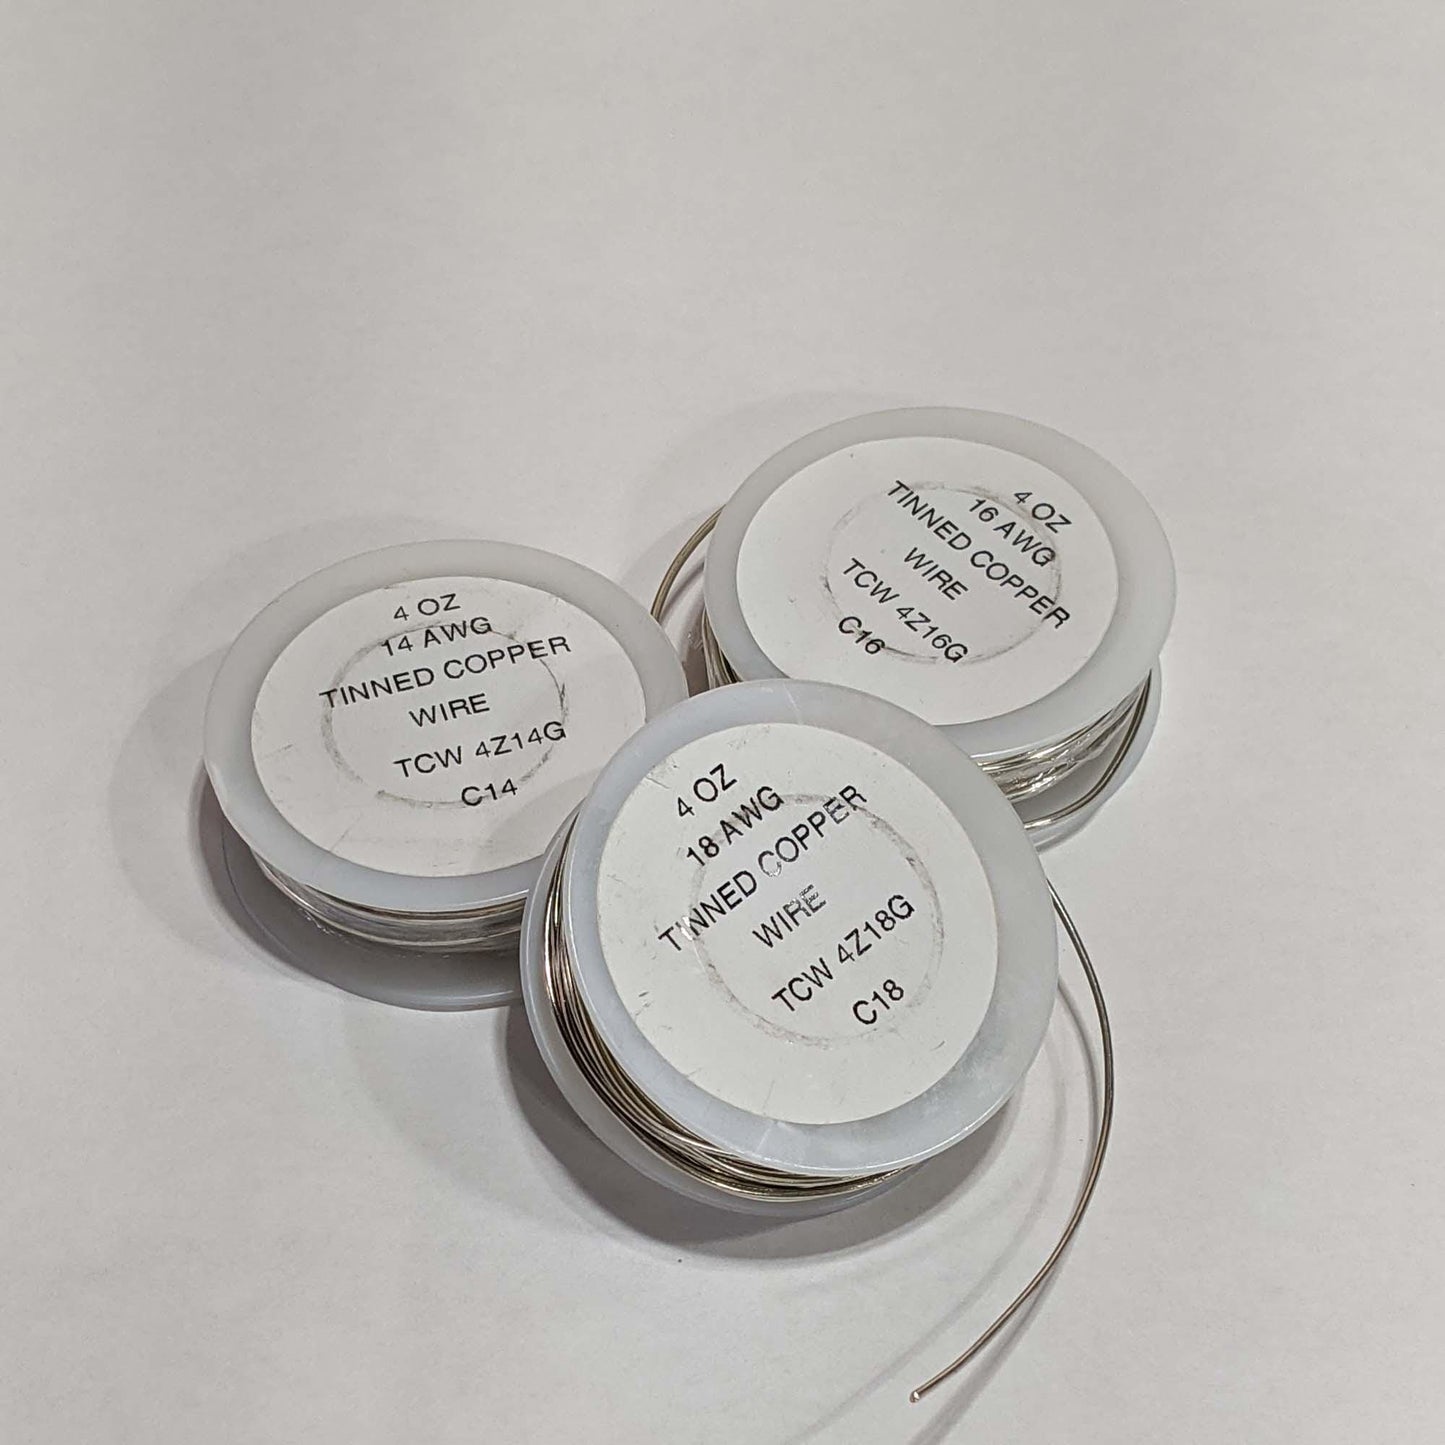 4 OZ
14 AWG
TINNED COPPER
WIRE
TCW 4Z14G
C14
4 OZ
16 AWG
TINNED COPPER
WIRE
TCW 4Z16G
C16
4 OZ
18 AWG
TINNED COPPER
WIRE
TCW 4Z18G
C18